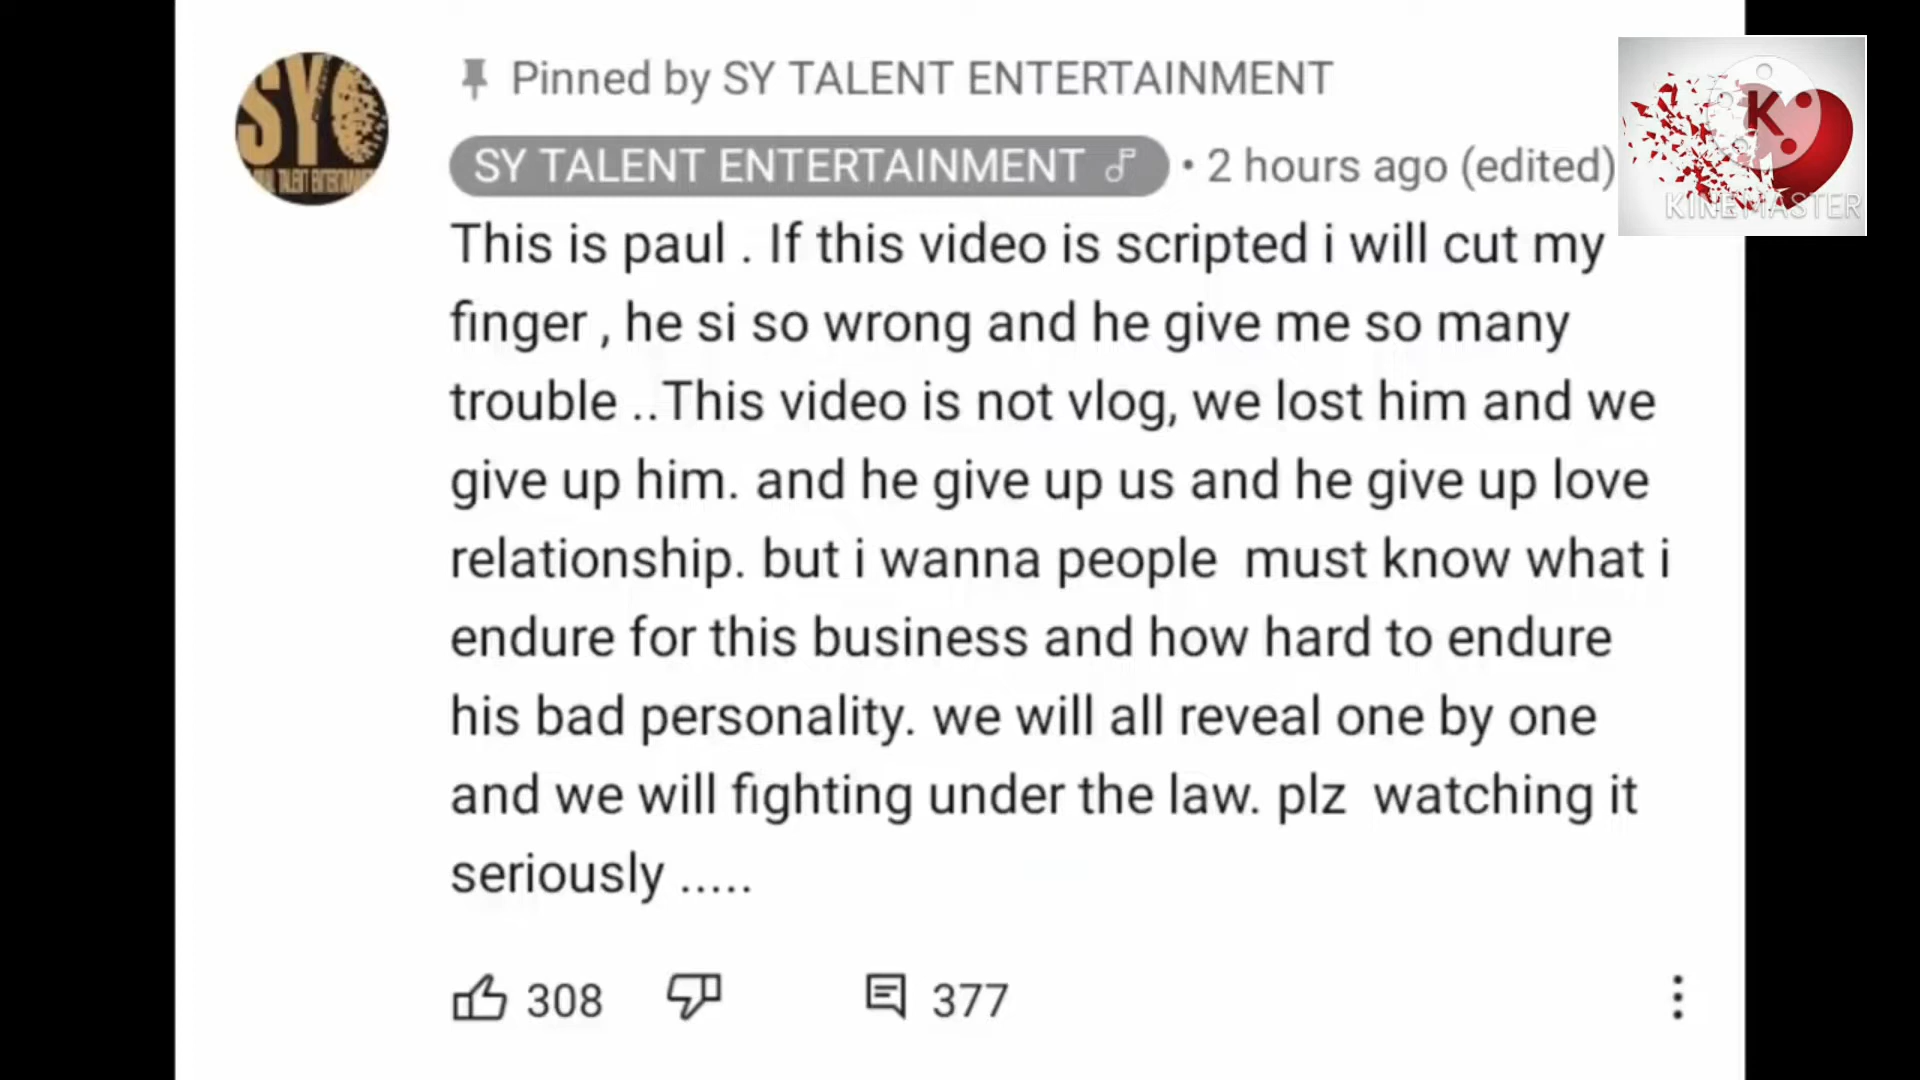 Pinned by SY TALENT ENTERTAINMENT
SY TALENT ENTERTAINMENT • 2 hours ago (edited)
This is paul . If this video is scripted i will cut my
finger , he si so wrong and he give me so many
trouble ..This video is not vlog, we lost him and we
give up him. and he give up us and he give up love
relationship. but i wanna people must know what i
endure for this business and how hard to endure
his bad personality. we will all reveal one by one
and we will fighting under the law. plz watching it
seriously .....
308 377
SY
K
KINEMASTER